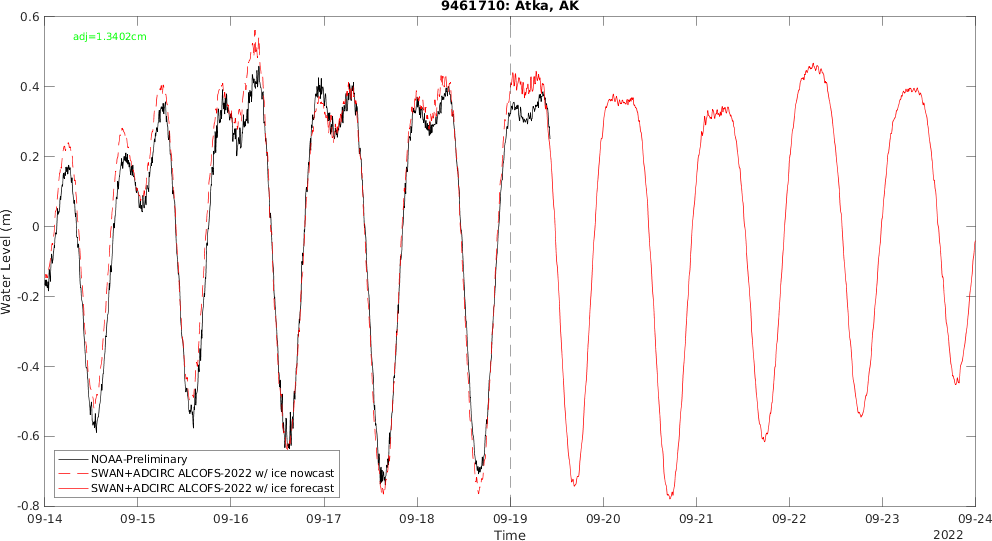 9461710: Atka, AK
adj=1.3402cm
0.6
0.4
0.2
0
-0.2
-0.4
-0.6
-0.8
Water Level (m)
NOAA-Preliminary
SWAN+ADCIRC ALCOFS-2022 w/ ice nowcast
SWAN+ADCIRC ALCOFS-2022 w/ ice forecast
09-14 09-15 09-16 09-17 09-18 09-19 09-20 09-21 09-22 09-23 09-24
Time
2022